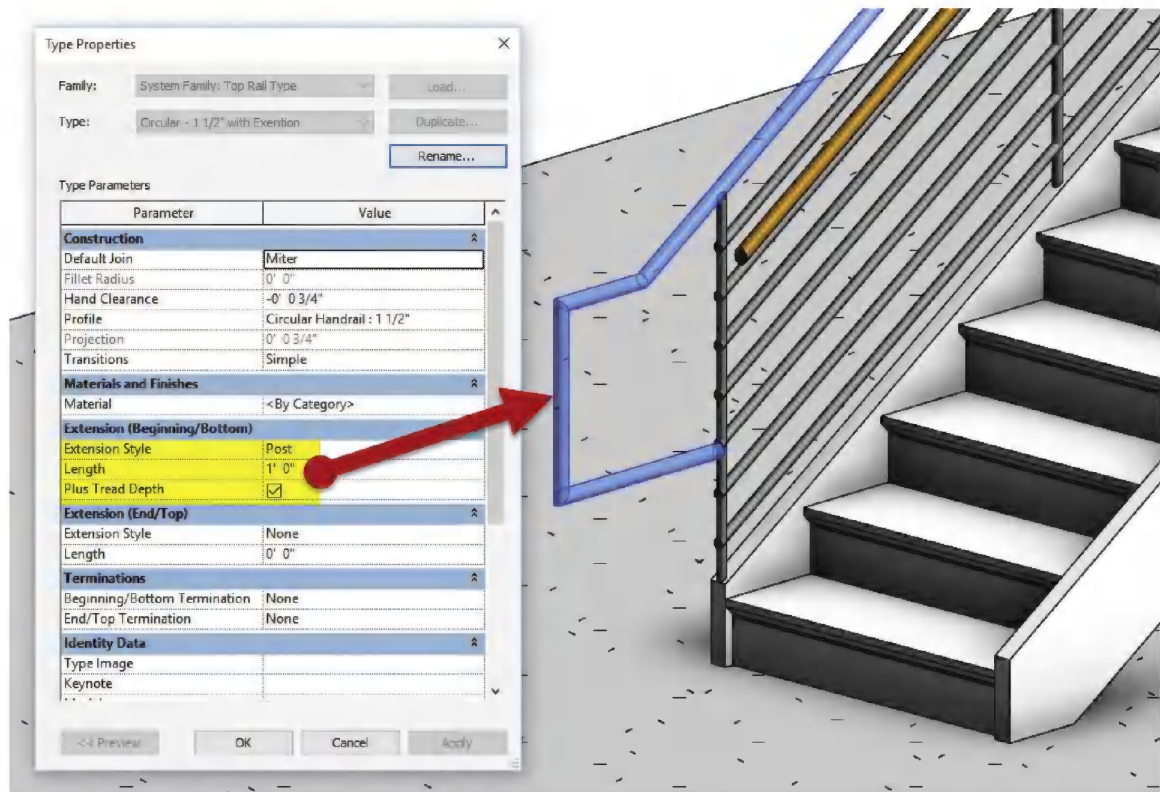 Type Properties
Family: System Family: Top Rail Type Load...
Type: Circular - 1 1/2" with Exention Duplicate...
Rename...
Type Parameters
Parameter Value
Construction
Default Join Miter
Fillet Radius 0' 0"
Hand Clearance -0' 0 3/4"
Profile Circular Handrail : 1 1/2"
Projection 0' 0 3/4"
Transitions Simple
Materials and Finishes
Material <By Category>
Extension (Beginning/Bottom)
Extension Style Post
Length 1' 0"
Plus Tread Depth
Extension (End/Top)
Extension Style None
Length 0' 0"
Terminations
Beginning/Bottom Termination None
End/Top Termination None
Identity Data
Type Image
Keynote
<< Preview OK Cancel Apply